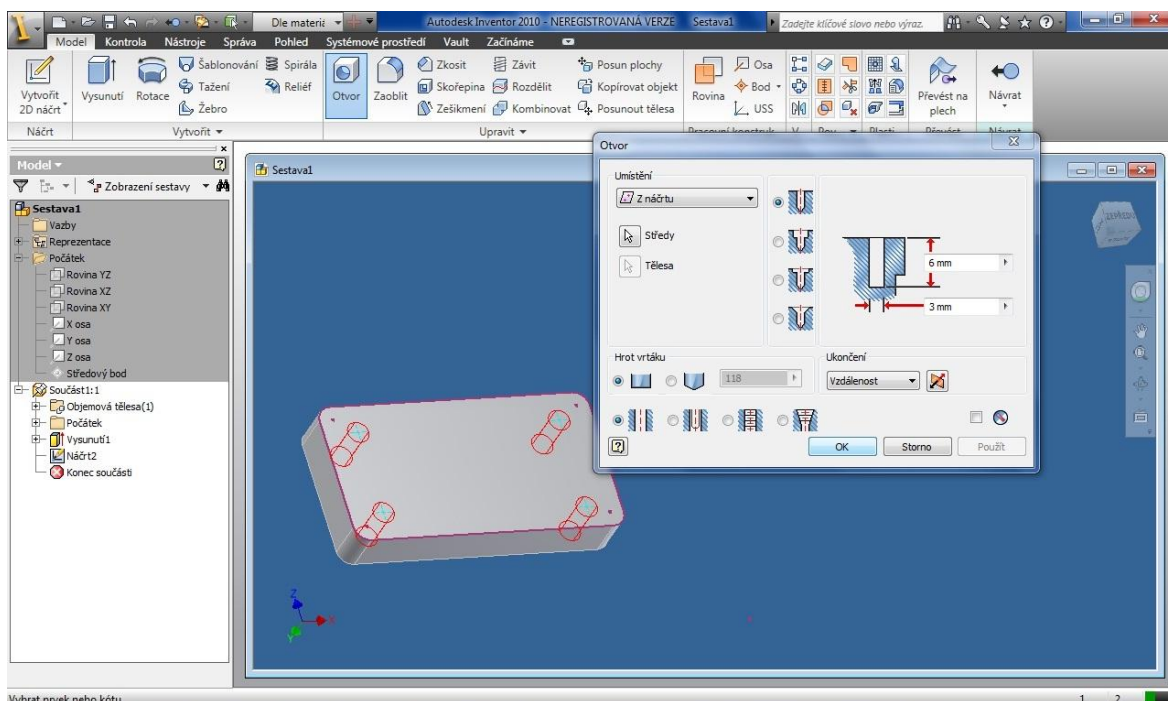 Dle materiá
Autodesk Inventor 2010 - NEREGISTROVANÁ VERZE Sestava1
Zadejte klíčové slovo nebo výraz.
Model Kontrola Nástroje Správa Pohled Systémové prostředí Vault Začínáme
Vytvořit 2D náčrt
Vysunutí
Rotace
Šablonování
Tažení
Žebro
Spirála
Reliéf
Otvor
Zaoblit
Zkosit
Skořepina
Zešikmení
Závit
Rozdělit
Kombinovat
Posun plochy
Kopírovat objekt
Posunout tělesa
Rovina
Osa
Bod
USS
Převést na plech
Návrat
Náčrt
Vytvořit
Upravit
Model
Zobrazení sestavy
Sestava1
Vazby
Reprezentace
Počátek
Rovina YZ
Rovina XZ
Rovina XY
X osa
Y osa
Z osa
Středový bod
Součást1:1
Objemová tělesa(1)
Počátek
Vysunutí1
Náčrt2
Konec součásti
Sestava1
Z
X
Y
Otvor
Umístění
Z náčrtu
Středy
Tělesa
6 mm
3 mm
Hrot vrtáku
118
Ukončení
Vzdálenost
OK
Storno
Použít
Vybrat prvek nebo kótu
1 2